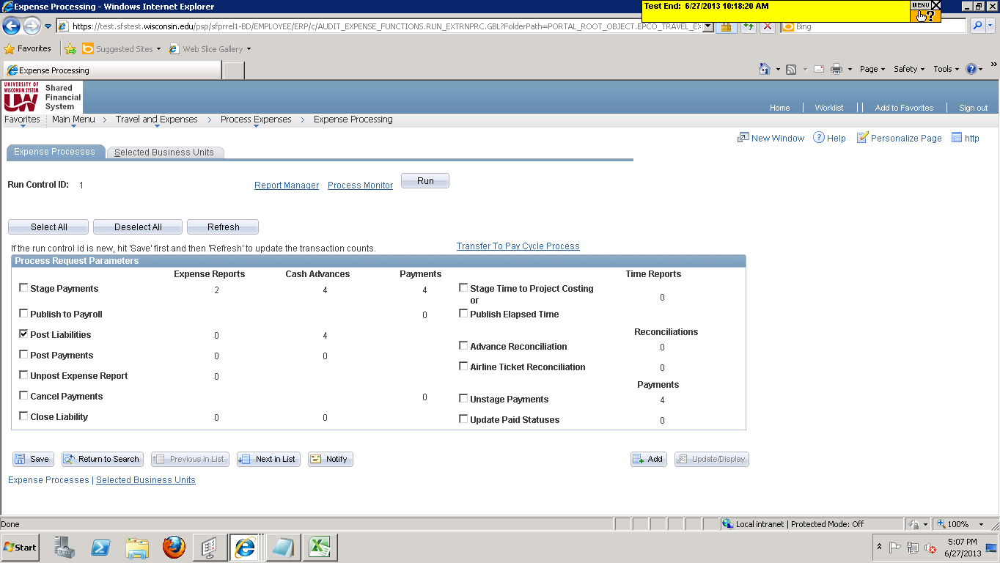 Expense Processing - Windows Internet Explorer
Test End: 6/27/2013 10:18:20 AM
MENU
?
https://test.sfstest.wisconsin.edu/psp/sfprrel1-BD/EMPLOYEE/ERP/c/AUDIT_EXPENSE_FUNCTIONS.RUN_EXTRNPRC.GBL?FolderPath=PORTAL_ROOT_OBJECT.EPCO_TRAVEL_EX
Bing
Favorites
Suggested Sites
Web Slice Gallery
Expense Processing
Page
Safety
Tools
UNIVERSITY OF WISCONSIN SYSTEM
UW
Shared
Financial
System
Home
Worklist
Add to Favorites
Sign out
Favorites Main Menu > Travel and Expenses > Process Expenses > Expense Processing
New Window
Help
Personalize Page
http
Expense Processes
Selected Business Units
Run Control ID: 1
Report Manager
Process Monitor
Run
Select All
Deselect All
Refresh
If the run control id is new, hit 'Save' first and then 'Refresh' to update the transaction counts.
Transfer To Pay Cycle Process
Process Request Parameters
Expense Reports Cash Advances Payments
Stage Payments 2 4 4
Publish to Payroll 0
Post Liabilities 0 4
Post Payments 0 0
Unpost Expense Report 0
Cancel Payments 0
Close Liability 0 0
Time Reports
Stage Time to Project Costing
or
0
Publish Elapsed Time
Reconciliations
Advance Reconciliation 0
Airline Ticket Reconciliation 0
Payments
Unstage Payments 4
Update Paid Statuses 0
Save
Return to Search
Previous in List
Next in List
Notify
Add
Update/Display
Expense Processes | Selected Business Units
Done
Local intranet | Protected Mode: Off
100%
Start
5:07 PM
6/27/2013